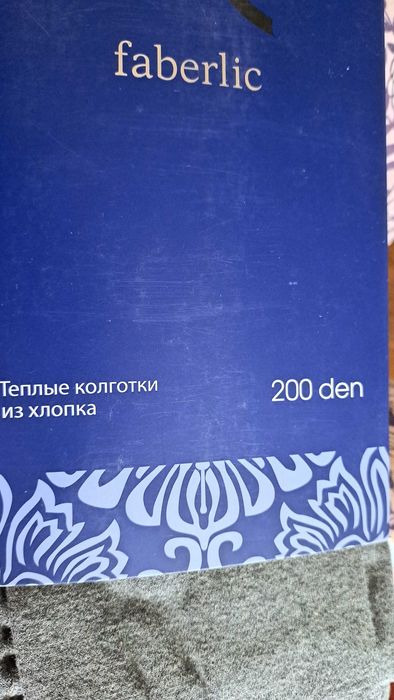 faberlic
Теплые колготки
из хлопка
200 den